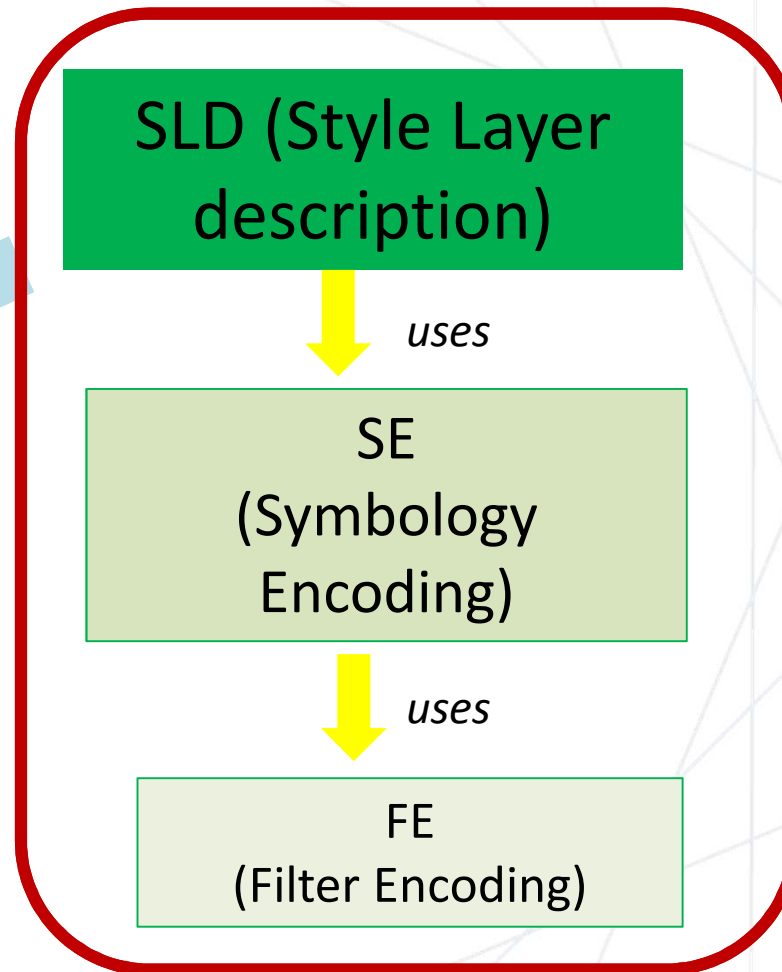 SLD (Style Layer
description)
uses
SE
(Symbology
Encoding)
uses
FE
(Filter Encoding)